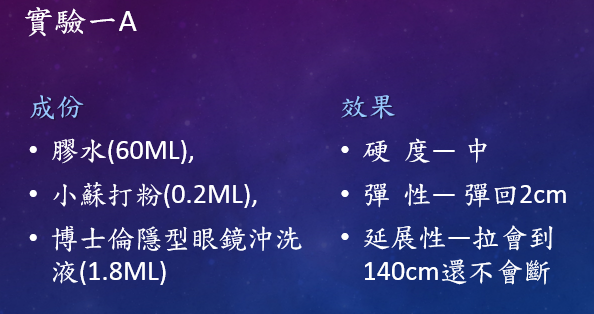 實驗一A
成份
• 膠水(60ML),
• 小蘇打粉(0.2ML),
• 博士倫隱型眼鏡沖洗
液(1.8ML)
效果
• 硬 度— 中
• 彈 性— 彈回2cm
• 延展性—拉會到
140cm還不會斷